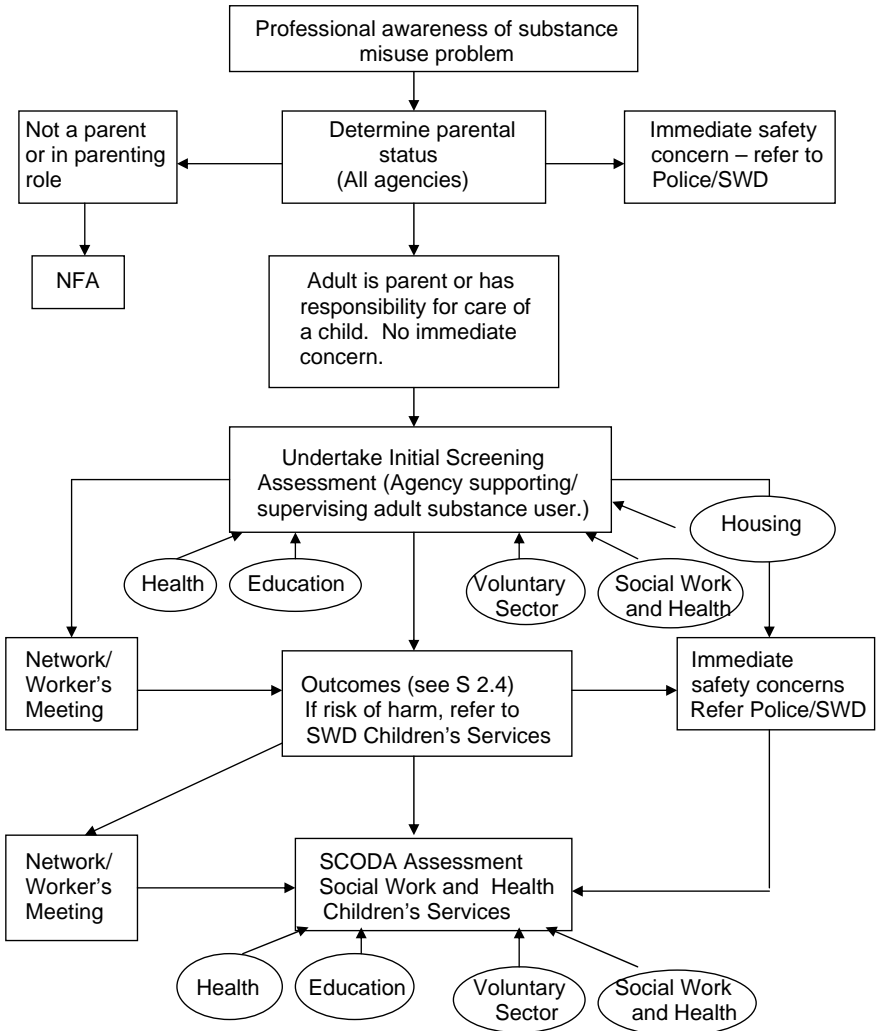 Professional awareness of substance
misuse problem
Not a parent
or in parenting
role
Determine parental
status
(All agencies)
Immediate safety
concern – refer to
Police/SWD
NFA
Adult is parent or has
responsibility for care of
a child. No immediate
concern.
Undertake Initial Screening
Assessment (Agency supporting/
supervising adult substance user.)
Housing
Health
Education
Voluntary
Sector
Social Work
and Health
Network/
Worker's
Meeting
Outcomes (see S 2.4)
If risk of harm, refer to
SWD Children's Services
Immediate
safety concerns
Refer Police/SWD
Network/
Worker's
Meeting
SCODA Assessment
Social Work and Health
Children's Services
Health
Education
Voluntary
Sector
Social Work
and Health